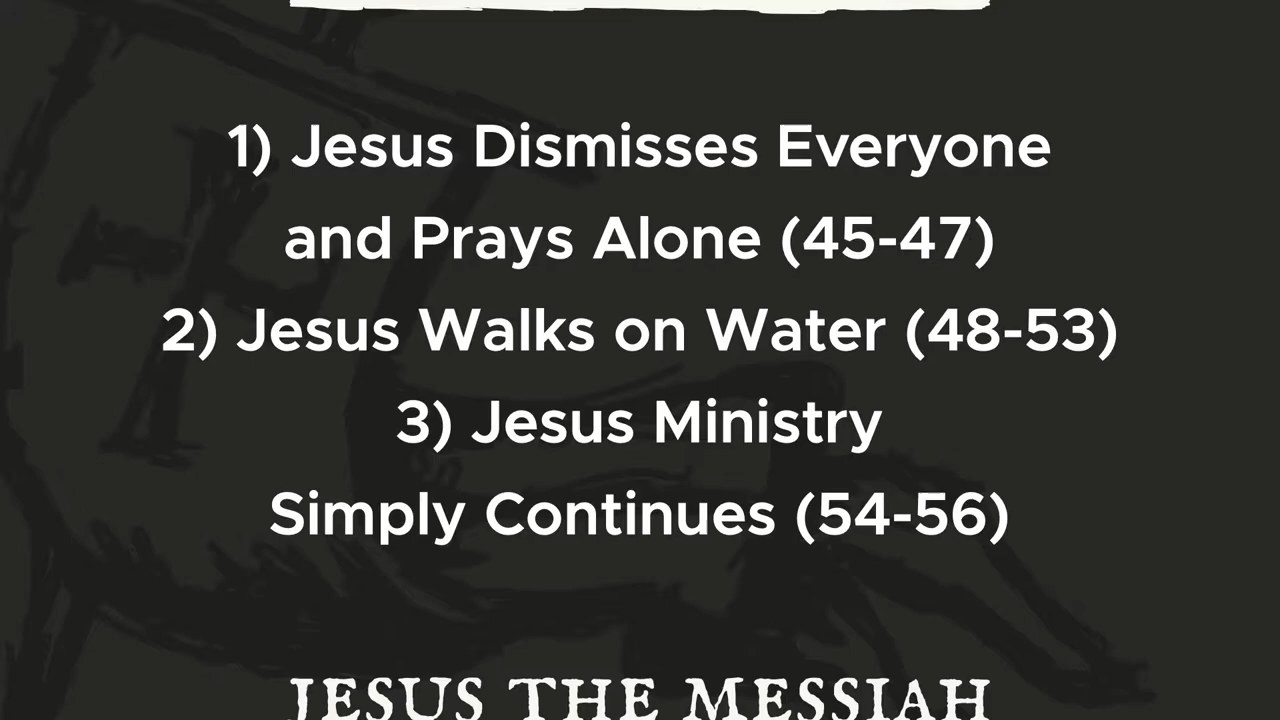 1) Jesus Dismisses Everyone
and Prays Alone (45-47)
2) Jesus Walks on Water (48-53)
3) Jesus Ministry
Simply Continues (54-56)
JESUS THE MESSIAH